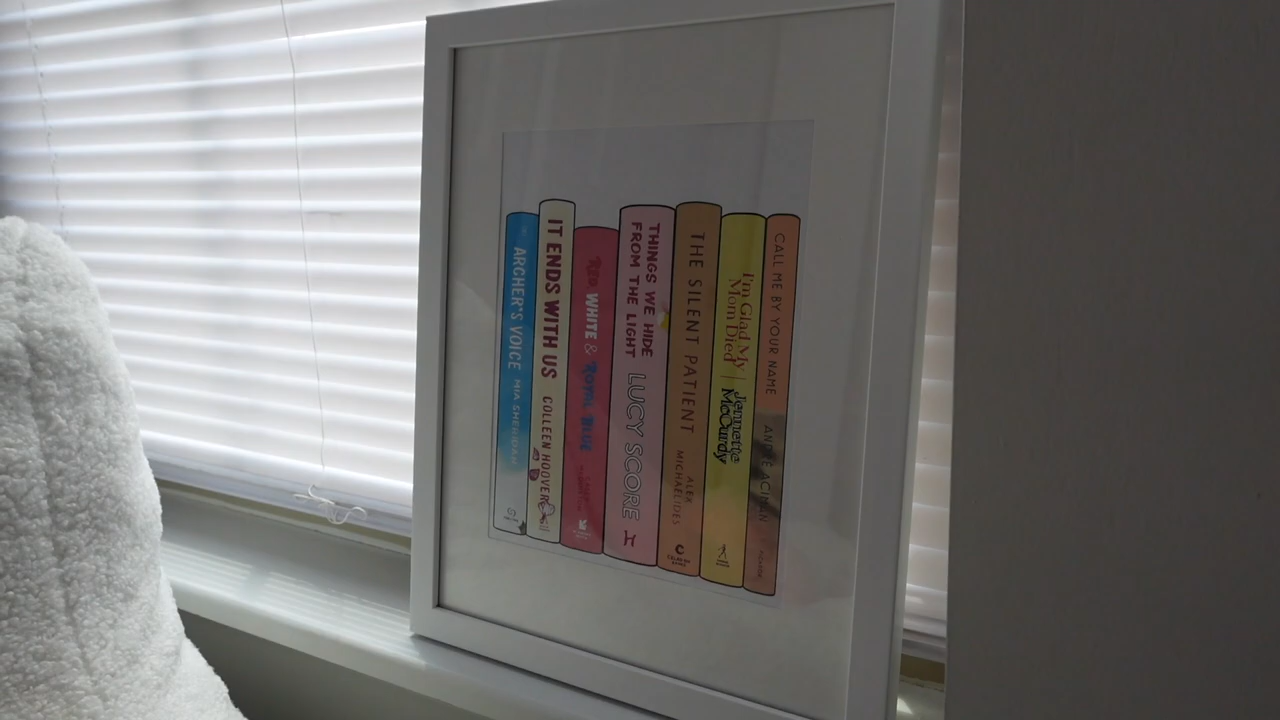 ARCHER'S VOICE MIA SHERIDAN
IT ENDS WITH US COLLEEN HOOVER
RED WHITE & ROYAL BLUE
THINGS WE HIDE
FROM THE LIGHT
LUCY SCORE
H
THE SILENT PATIENT
ALEX
MICHAELIDES
I'm Glad My
Mom Died
Jennette
McCurdy
CALL ME BY YOUR NAME ANDRÉ ACIMAN